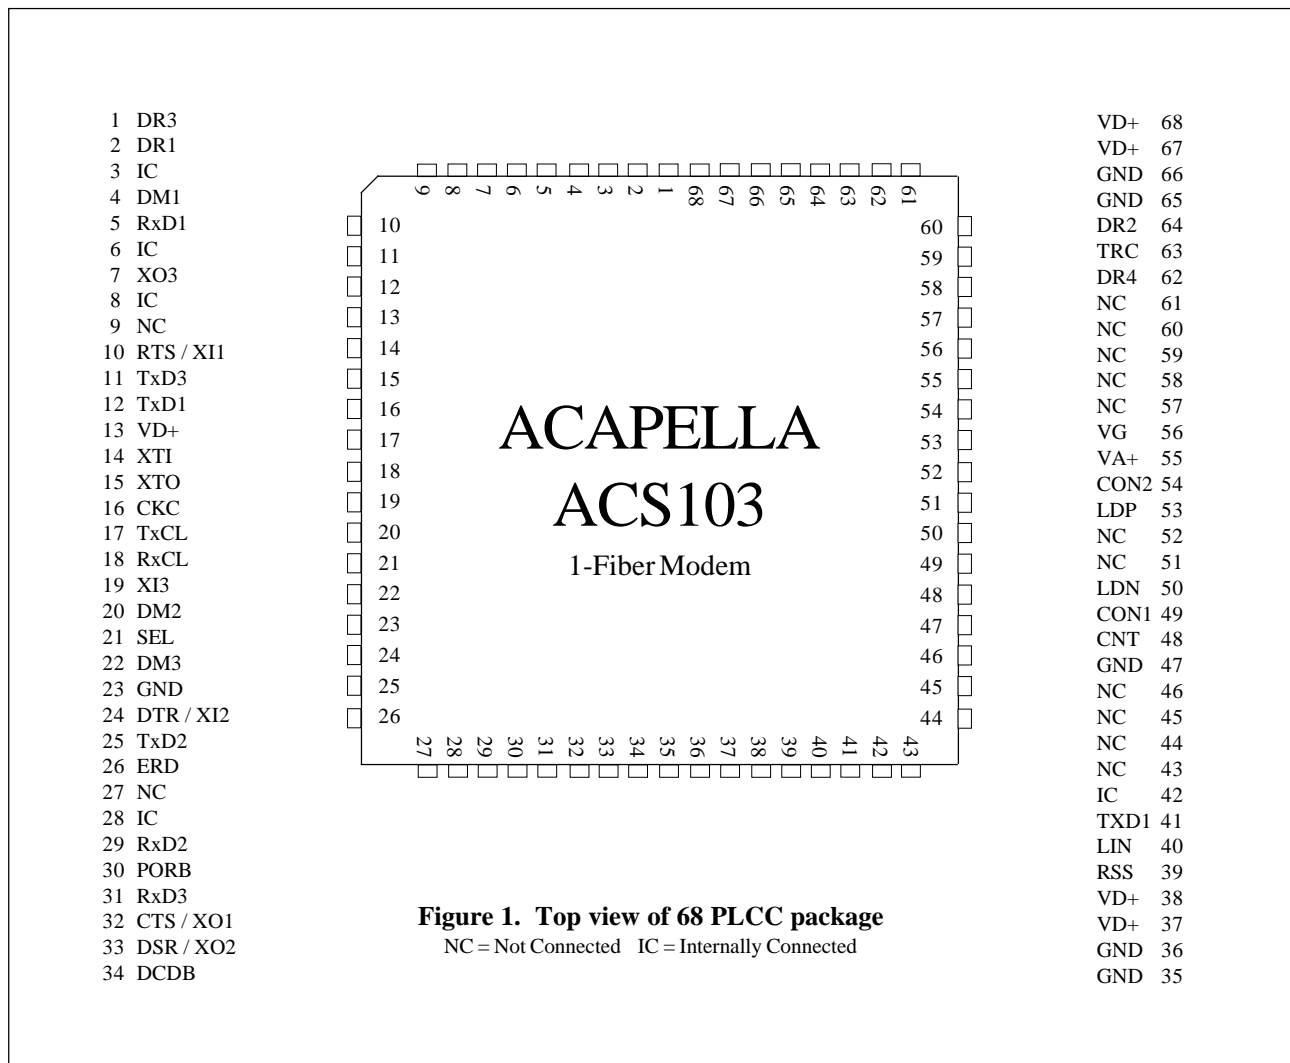 1 DR3
2 DR1
3 IC
4 DM1
5 RxD1
6 IC
7 XO3
8 IC
9 NC
10 RTS / XI1
11 TxD3
12 TxD1
13 VD+
14 XTI
15 XTO
16 CKC
17 TxCL
18 RxCL
19 XI3
20 DM2
21 SEL
22 DM3
23 GND
24 DTR / XI2
25 TxD2
26 ERD
27 NC
28 IC
29 RxD2
30 PORB
31 RxD3
32 CTS / XO1
33 DSR / XO2
34 DCDB
9 8 7 6 5 4 3 2 1 68 67 66 65 64 63 62 61
10
11
12
13
14
15
16
17
18
19
20
21
22
23
24
25
26
ACAPELLA
ACS103
1-Fiber Modem
60
59
58
57
56
55
54
53
52
51
50
49
48
47
46
45
44
27 28 29 30 31 32 33 34 35 36 37 38 39 40 41 42 43
VD+ 68
VD+ 67
GND 66
GND 65
DR2 64
TRC 63
DR4 62
NC 61
NC 60
NC 59
NC 58
NC 57
VG 56
VA+ 55
CON2 54
LDP 53
NC 52
NC 51
LDN 50
CON1 49
CNT 48
GND 47
NC 46
NC 45
NC 44
NC 43
IC 42
TXD1 41
LIN 40
RSS 39
VD+ 38
VD+ 37
GND 36
GND 35
Figure 1. Top view of 68 PLCC package
NC = Not Connected IC = Internally Connected